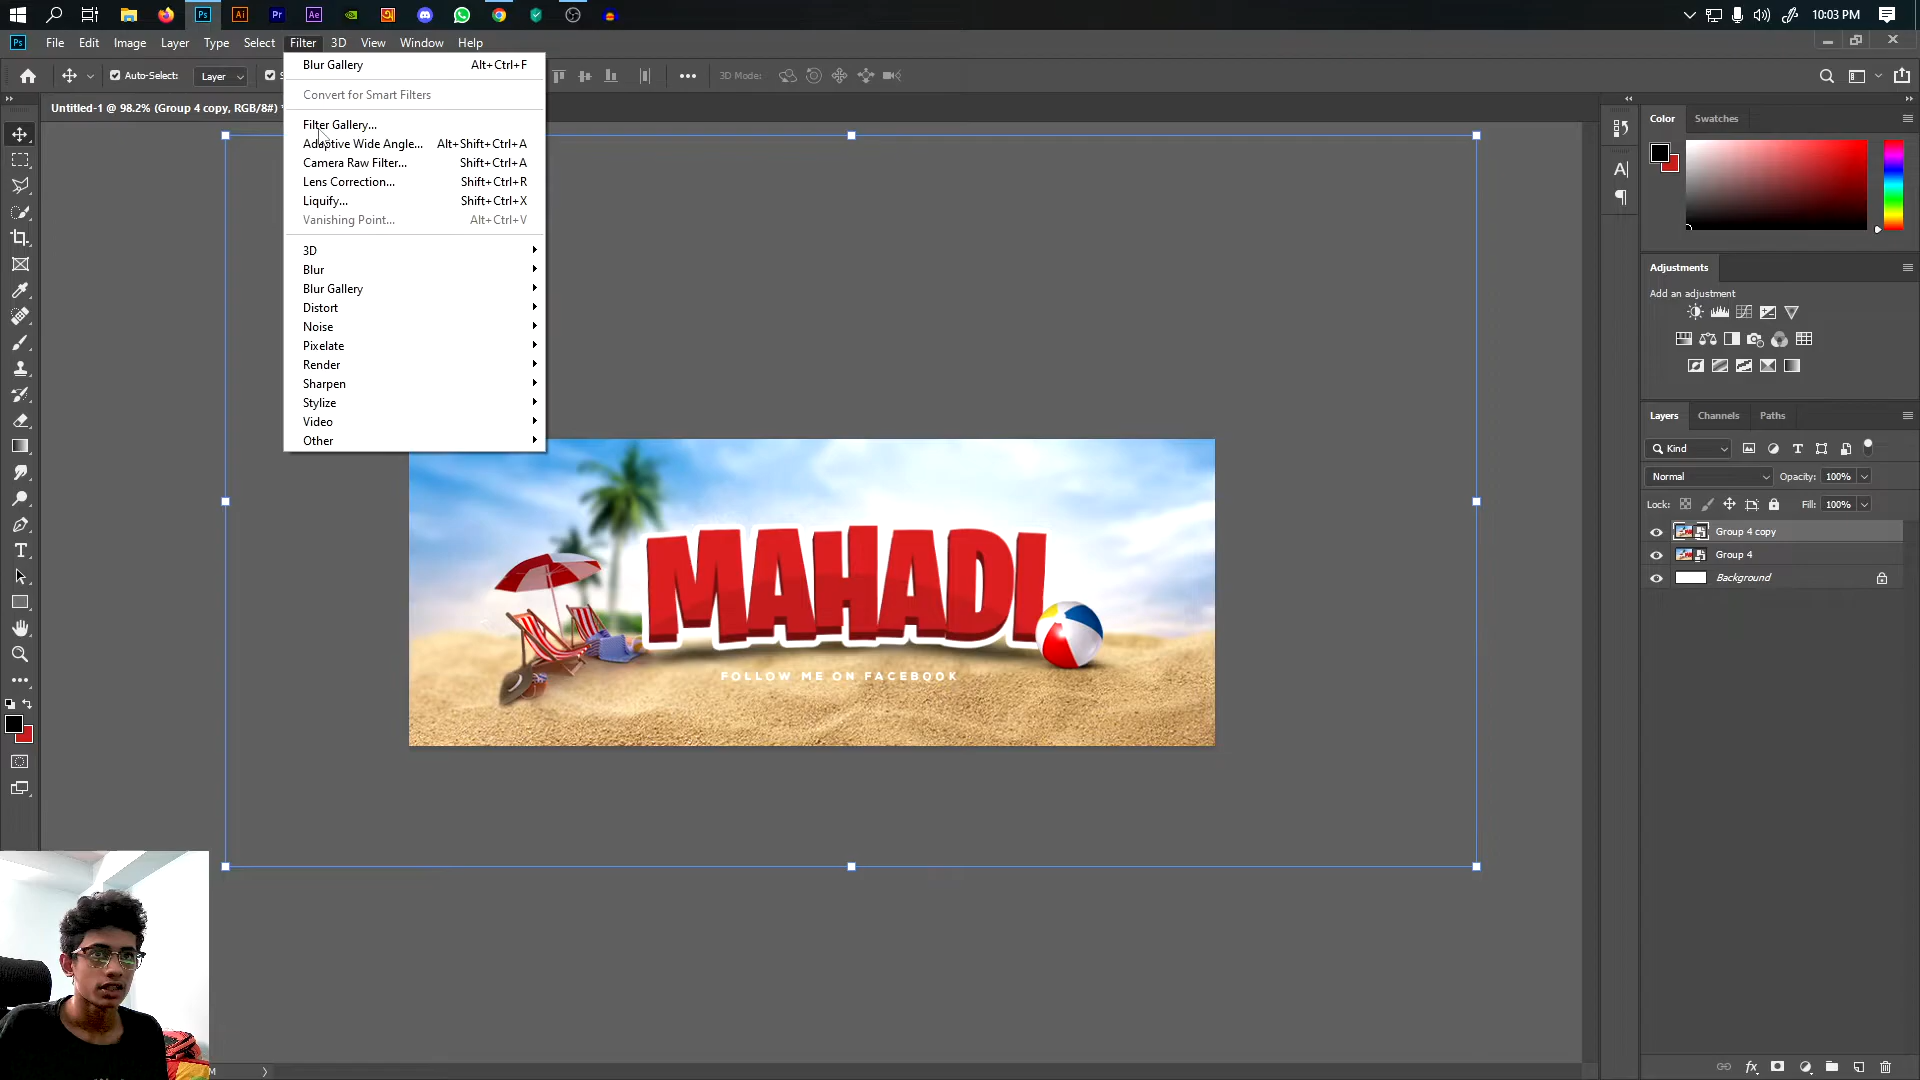 10:03 PM
Ps
File Edit Image Layer Type Select Filter 3D View Window Help
Auto-Select: Layer
3D Mode:
Untitled-1 @ 98.2% (Group 4 copy, RGB/8#)
Blur Gallery Alt+Ctrl+F
Convert for Smart Filters
Filter Gallery...
Adaptive Wide Angle... Alt+Shift+Ctrl+A
Camera Raw Filter... Shift+Ctrl+A
Lens Correction... Shift+Ctrl+R
Liquify... Shift+Ctrl+X
Vanishing Point... Alt+Ctrl+V
3D
Blur
Blur Gallery
Distort
Noise
Pixelate
Render
Sharpen
Stylize
Video
Other
MAHADI
FOLLOW ME ON FACEBOOK
Color Swatches
Adjustments
Add an adjustment
Layers Channels Paths
Kind
Normal Opacity: 100%
Lock: Fill: 100%
Group 4 copy
Group 4
Background